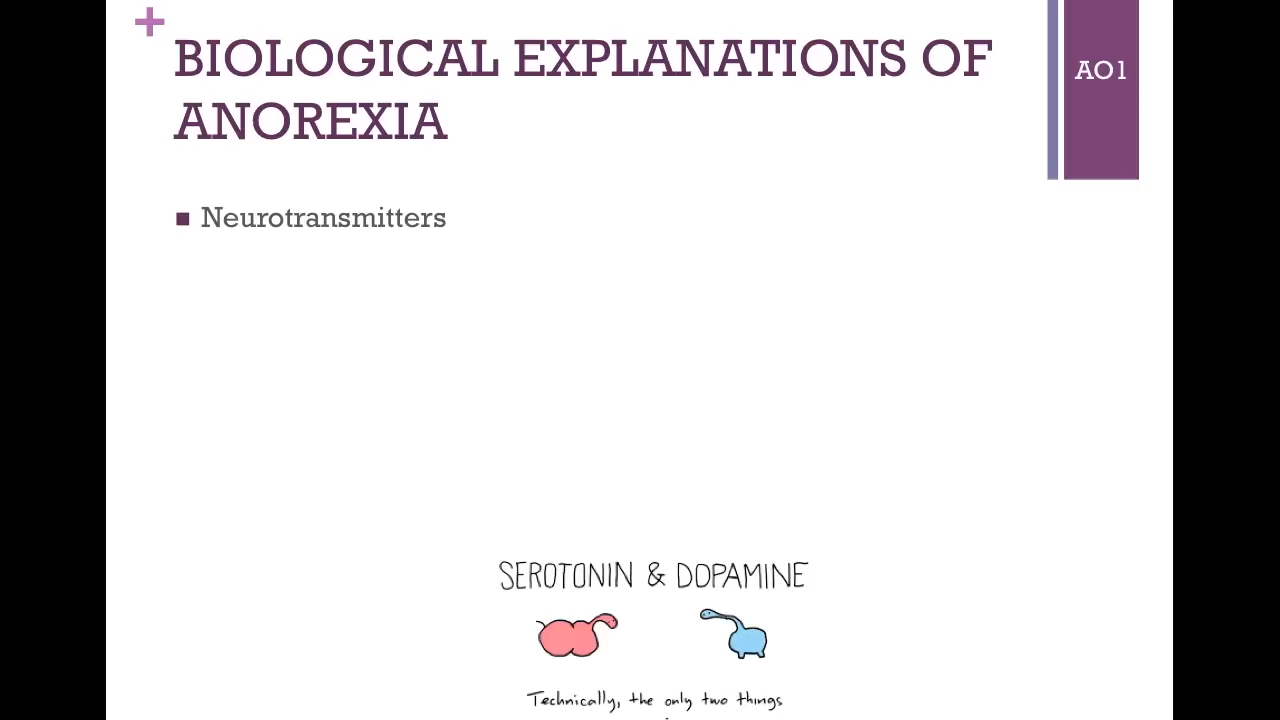 +
BIOLOGICAL EXPLANATIONS OF
ANOREXIA
AO1
■ Neurotransmitters
SEROTONIN & DOPAMINE
Technically, the only two things